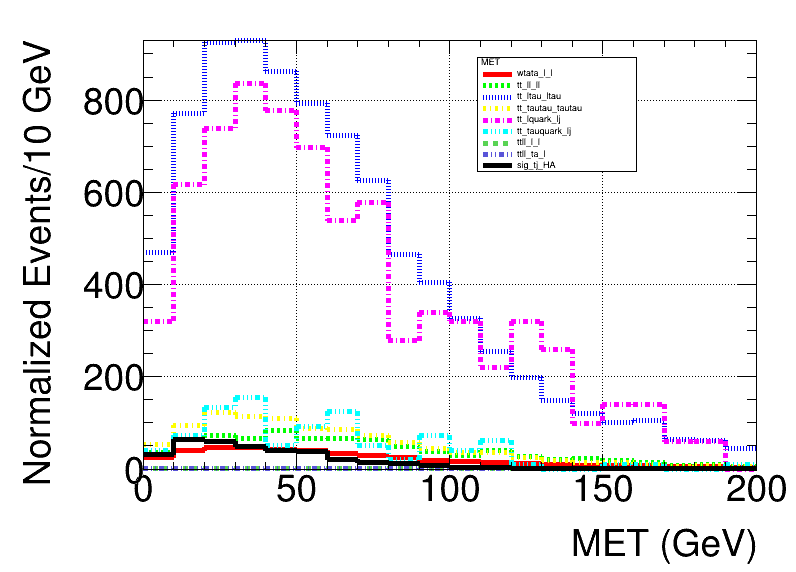 Normalized Events/10 GeV
800
600
400
200
0
0
50
100
150
200
MET (GeV)
MET
wtata_l_l
tt_ll_ll
tt_ltau_ltau
tt_tautau_tautau
tt_lquark_lj
tt_tauquark_lj
ttll_l_l
ttll_ta_l
sig_tj_HA